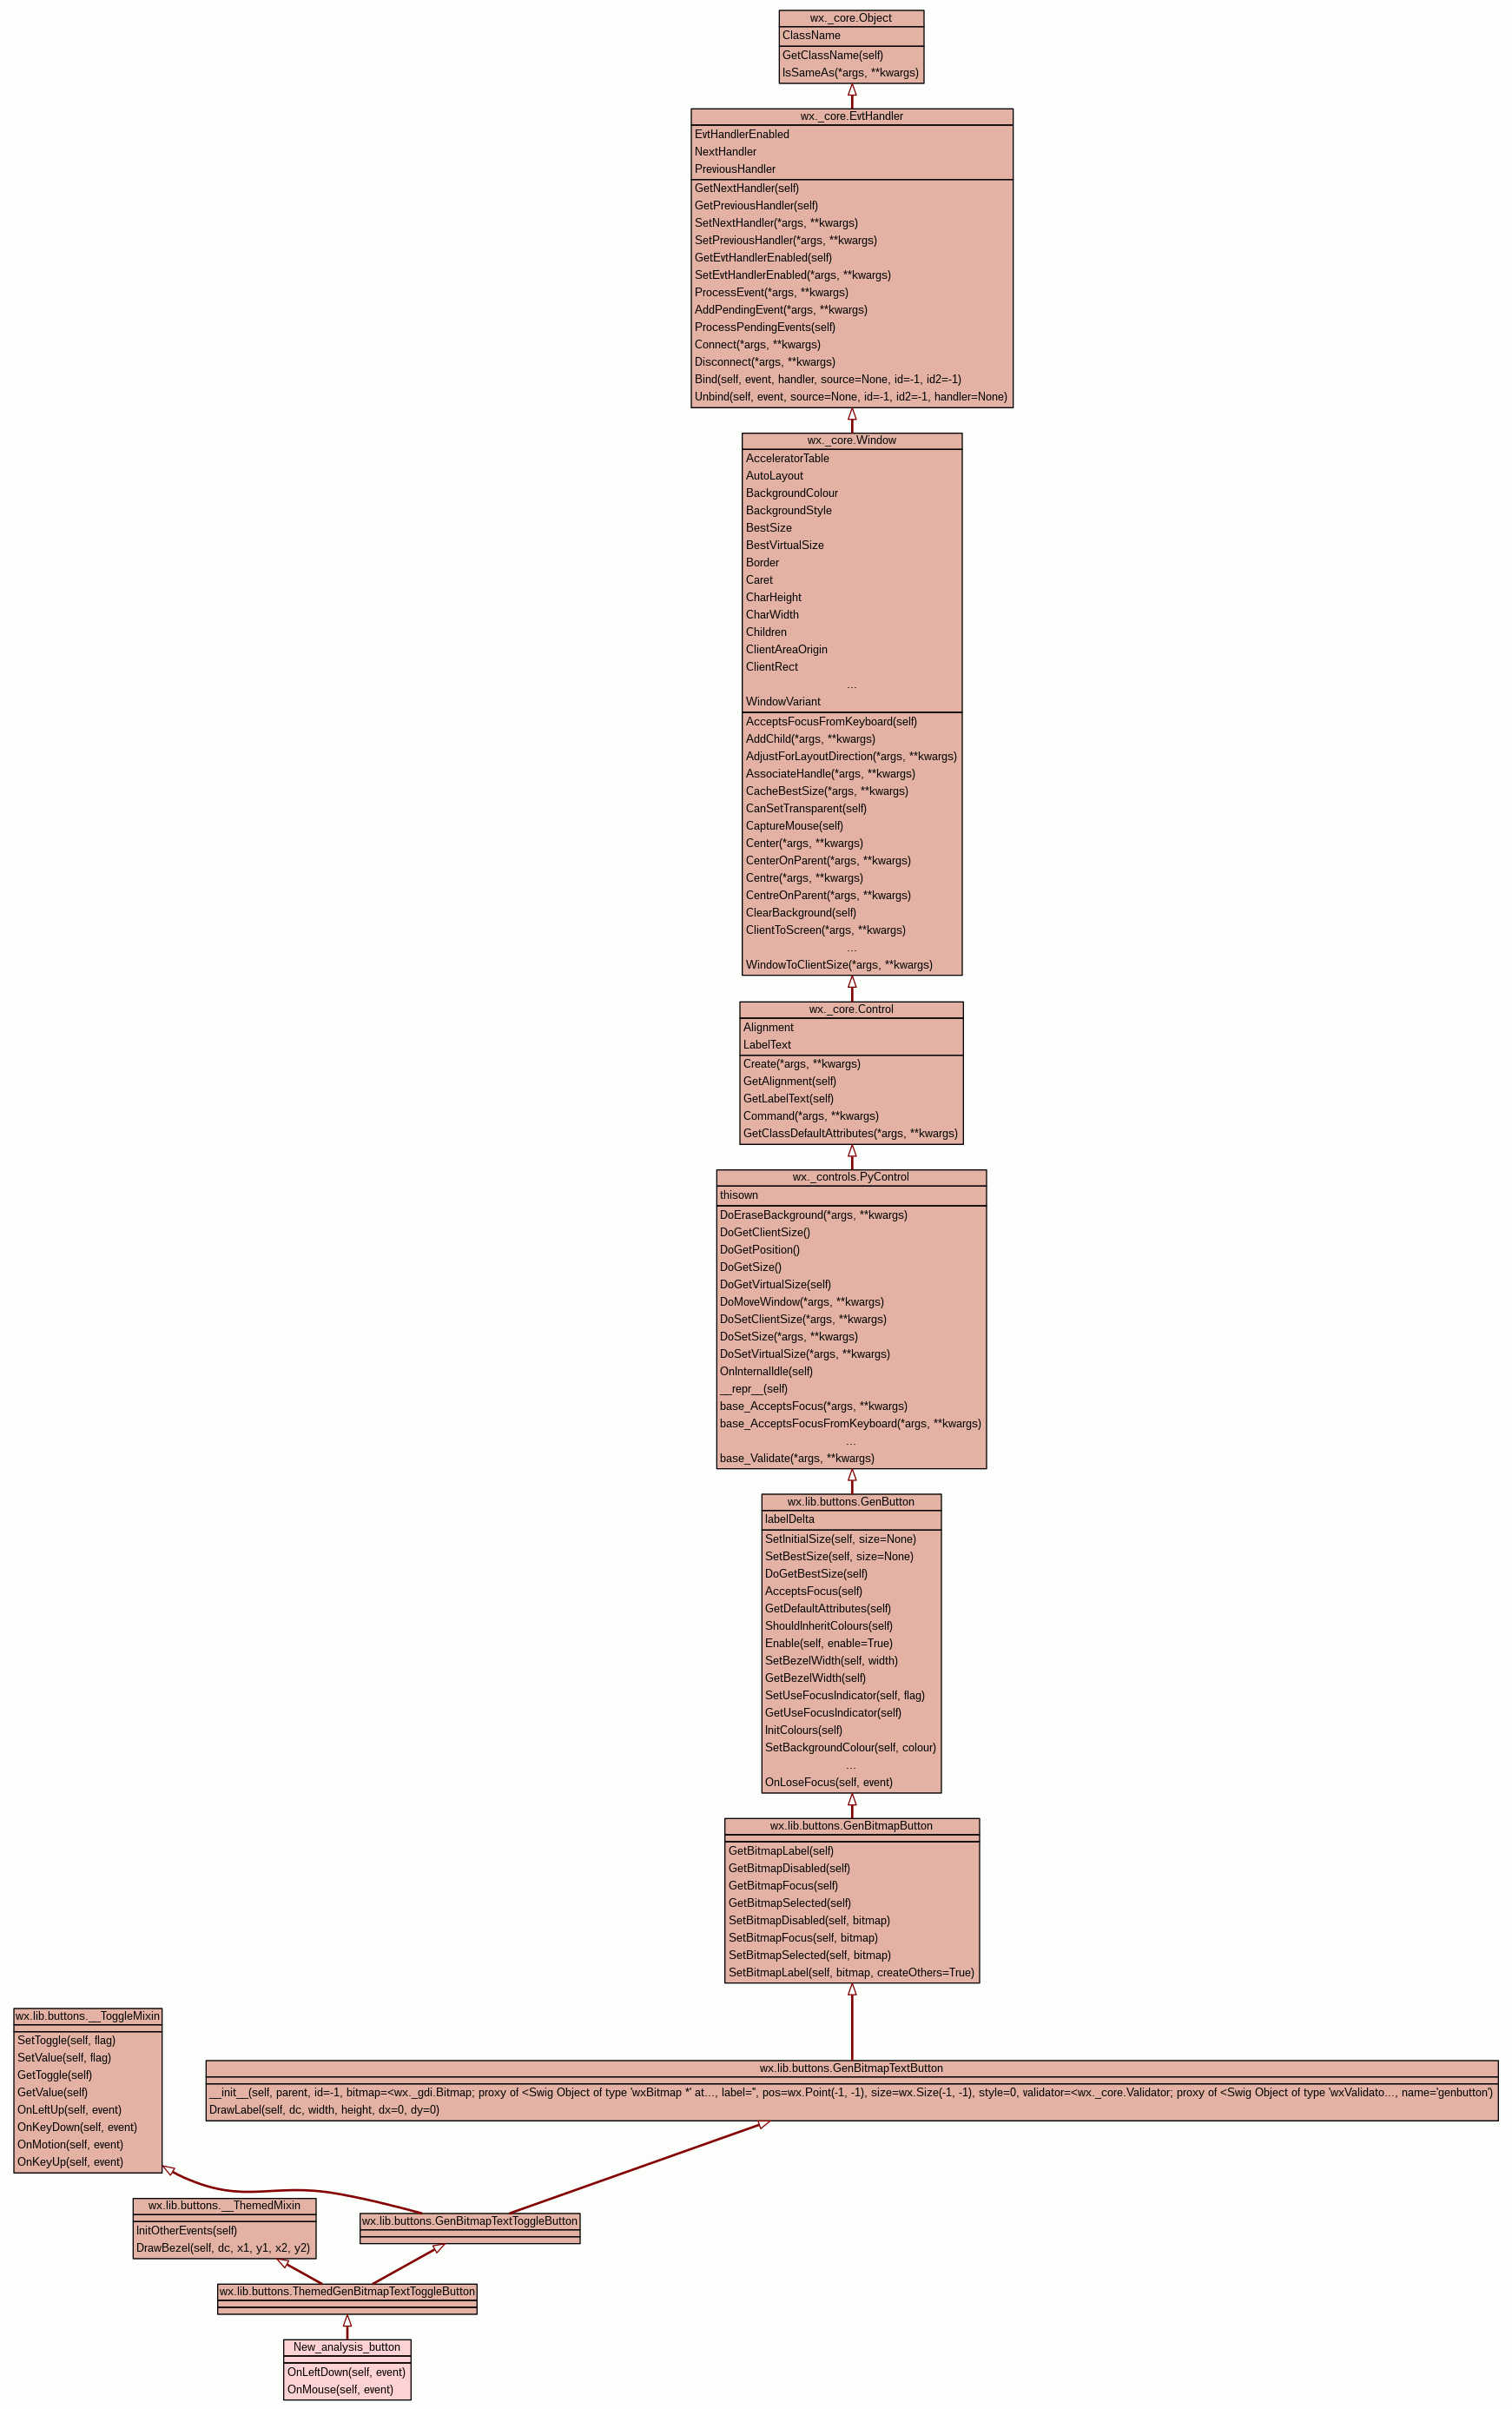 wx._core.Object
ClassName
GetClassName(self)
IsSameAs(*args, **kwargs)
wx._core.EvtHandler
EvtHandlerEnabled
NextHandler
PreviousHandler
GetNextHandler(self)
GetPreviousHandler(self)
SetNextHandler(*args, **kwargs)
SetPreviousHandler(*args, **kwargs)
GetEvtHandlerEnabled(self)
SetEvtHandlerEnabled(*args, **kwargs)
ProcessEvent(*args, **kwargs)
AddPendingEvent(*args, **kwargs)
ProcessPendingEvents(self)
Connect(*args, **kwargs)
Disconnect(*args, **kwargs)
Bind(self, event, handler, source=None, id=-1, id2=-1)
Unbind(self, event, source=None, id=-1, id2=-1, handler=None)
wx._core.Window
AcceleratorTable
AutoLayout
BackgroundColour
BackgroundStyle
BestSize
BestVirtualSize
Border
Caret
CharHeight
CharWidth
Children
ClientAreaOrigin
ClientRect
...
WindowVariant
AcceptsFocusFromKeyboard(self)
AddChild(*args, **kwargs)
AdjustForLayoutDirection(*args, **kwargs)
AssociateHandle(*args, **kwargs)
CacheBestSize(*args, **kwargs)
CanSetTransparent(self)
CaptureMouse(self)
Center(*args, **kwargs)
CenterOnParent(*args, **kwargs)
Centre(*args, **kwargs)
CentreOnParent(*args, **kwargs)
ClearBackground(self)
ClientToScreen(*args, **kwargs)
...
WindowToClientSize(*args, **kwargs)
wx._core.Control
Alignment
LabelText
Create(*args, **kwargs)
GetAlignment(self)
GetLabelText(self)
Command(*args, **kwargs)
GetClassDefaultAttributes(*args, **kwargs)
wx._controls.PyControl
thisown
DoEraseBackground(*args, **kwargs)
DoGetClientSize()
DoGetPosition()
DoGetSize()
DoGetVirtualSize(self)
DoMoveWindow(*args, **kwargs)
DoSetClientSize(*args, **kwargs)
DoSetSize(*args, **kwargs)
DoSetVirtualSize(*args, **kwargs)
OnInternalIdle(self)
__repr__(self)
base_AcceptsFocus(*args, **kwargs)
base_AcceptsFocusFromKeyboard(*args, **kwargs)
...
base_Validate(*args, **kwargs)
wx.lib.buttons.GenButton
labelDelta
SetInitialSize(self, size=None)
SetBestSize(self, size=None)
DoGetBestSize(self)
AcceptsFocus(self)
GetDefaultAttributes(self)
ShouldInheritColours(self)
Enable(self, enable=True)
SetBezelWidth(self, width)
GetBezelWidth(self)
SetUseFocusIndicator(self, flag)
GetUseFocusIndicator(self)
InitColours(self)
SetBackgroundColour(self, colour)
...
OnLoseFocus(self, event)
wx.lib.buttons.GenBitmapButton
GetBitmapLabel(self)
GetBitmapDisabled(self)
GetBitmapFocus(self)
GetBitmapSelected(self)
SetBitmapDisabled(self, bitmap)
SetBitmapFocus(self, bitmap)
SetBitmapSelected(self, bitmap)
SetBitmapLabel(self, bitmap, createOthers=True)
wx.lib.buttons.__ToggleMixin
SetToggle(self, flag)
SetValue(self, flag)
GetToggle(self)
GetValue(self)
OnLeftUp(self, event)
OnKeyDown(self, event)
OnMotion(self, event)
OnKeyUp(self, event)
wx.lib.buttons.GenBitmapTextButton
__init__(self, parent, id=-1, bitmap=<wx._gdi.Bitmap; proxy of <Swig Object of type 'wxBitmap *' at..., label='', pos=wx.Point(-1, -1), size=wx.Size(-1, -1), style=0, validator=<wx._core.Validator; proxy of <Swig Object of type 'wxValidato..., name='genbutton')
DrawLabel(self, dc, width, height, dx=0, dy=0)
wx.lib.buttons.__ThemedMixin
InitOtherEvents(self)
DrawBezel(self, dc, x1, y1, x2, y2)
wx.lib.buttons.GenBitmapTextToggleButton
wx.lib.buttons.ThemedGenBitmapTextToggleButton
New_analysis_button
OnLeftDown(self, event)
OnMouse(self, event)